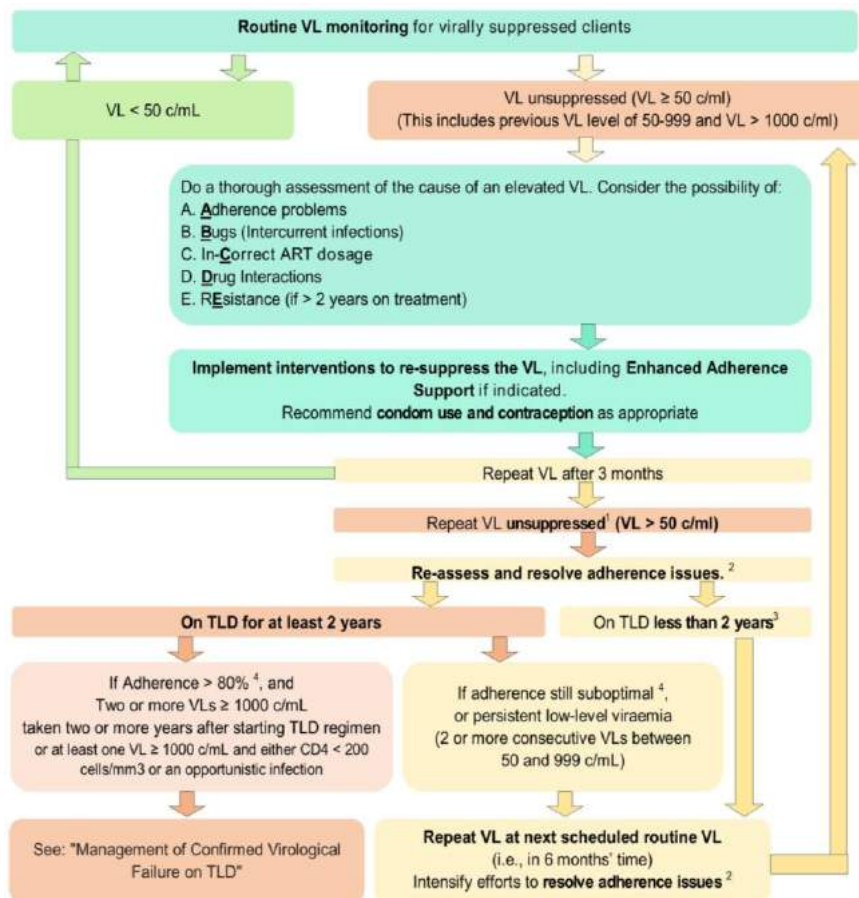 Routine VL monitoring for virally suppressed clients
VL < 50 c/mL
VL unsuppressed (VL ≥ 50 c/ml)
(This includes previous VL level of 50-999 and VL > 1000 c/ml)
Do a thorough assessment of the cause of an elevated VL. Consider the possibility of:
A. Adherence problems
B. Bugs (Intercurrent infections)
C. In-Correct ART dosage
D. Drug Interactions
E. REsistance (if > 2 years on treatment)
Implement interventions to re-suppress the VL, including Enhanced Adherence
Support if indicated.
Recommend condom use and contraception as appropriate
Repeat VL after 3 months
Repeat VL unsuppressed¹ (VL > 50 c/ml)
Re-assess and resolve adherence issues. ²
On TLD for at least 2 years
On TLD less than 2 years³
If Adherence > 80% ⁴, and
Two or more VLs ≥ 1000 c/mL
taken two or more years after starting TLD regimen
or at least one VL ≥ 1000 c/mL and either CD4 < 200
cells/mm3 or an opportunistic infection
If adherence still suboptimal ⁴,
or persistent low-level viraemia
(2 or more consecutive VLs between
50 and 999 c/mL)
See: "Management of Confirmed Virological
Failure on TLD"
Repeat VL at next scheduled routine VL
(i.e., in 6 months' time)
Intensify efforts to resolve adherence issues ²